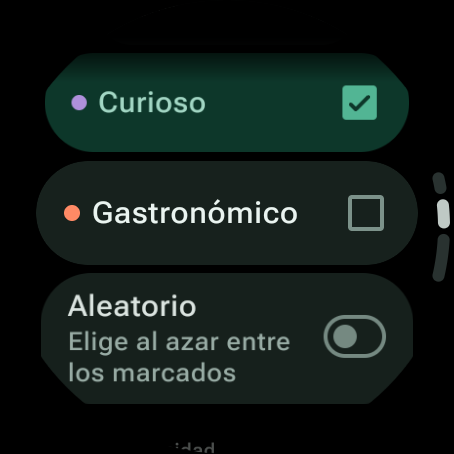 Curioso
Gastronómico
Aleatorio
Elige al azar entre
los marcados